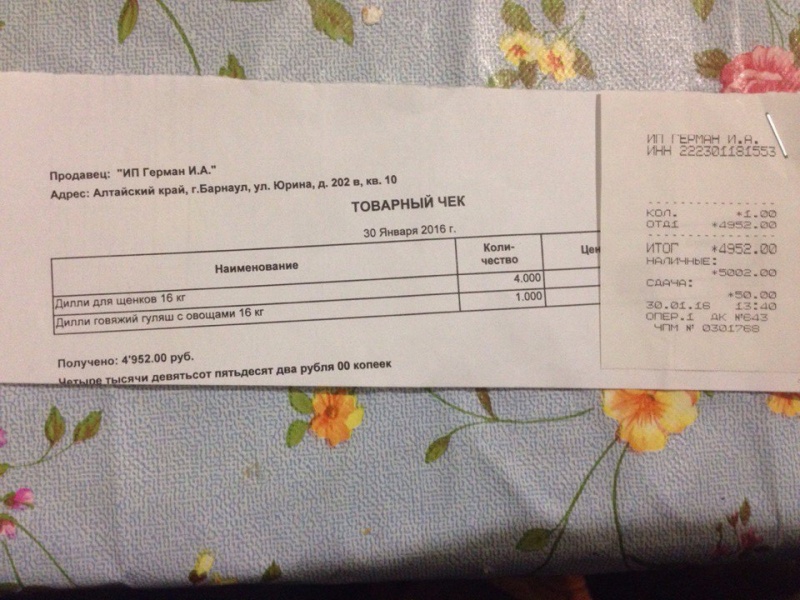 Продавец: "ИП Герман И.А."
Адрес: Алтайский край, г.Барнаул, ул. Юрина, д. 202 в, кв. 10
ТОВАРНЫЙ ЧЕК
30 Января 2016 г.
Наименование Коли- Цен
чество
Дилли для щенков 16 кг 4.000
Дилли говяжий гуляш с овощами 16 кг 1.000
Получено: 4'952.00 руб.
Четыре тысячи девятьсот пятьдесят два рубля 00 копеек
ИП ГЕРМАН И.А.
ИНН 222301181553
КОЛ. *1.00
ОТД1 *4952.00
ИТОГ *4952.00
НАЛИЧНЫЕ:
*5002.00
СДАЧА:
*50.00
30.01.16 13:40
ОПЕР.1 ДК №643
ЧПМ № 0301768